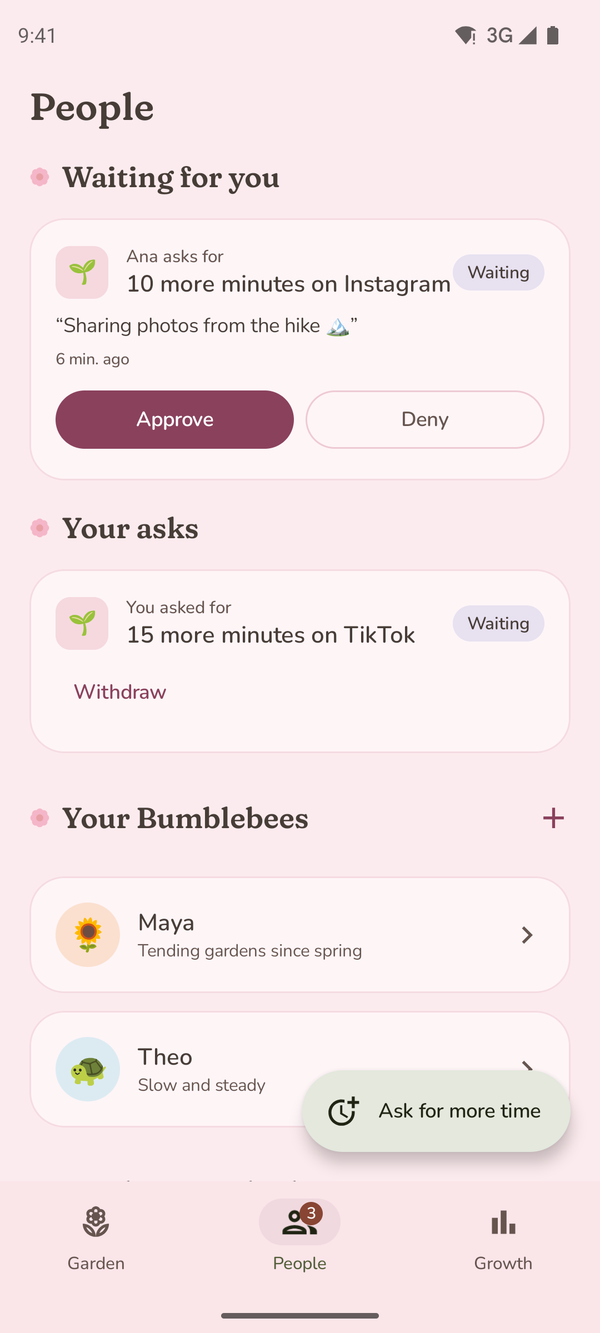 9:41
3G
People
Waiting for you
Ana asks for
10 more minutes on Instagram
Waiting
“Sharing photos from the hike 🏔️”
6 min. ago
Approve
Deny
Your asks
You asked for
15 more minutes on TikTok
Waiting
Withdraw
Your Bumblebees
Maya
Tending gardens since spring
Theo
Slow and steady
Ask for more time
3
Garden
People
Growth